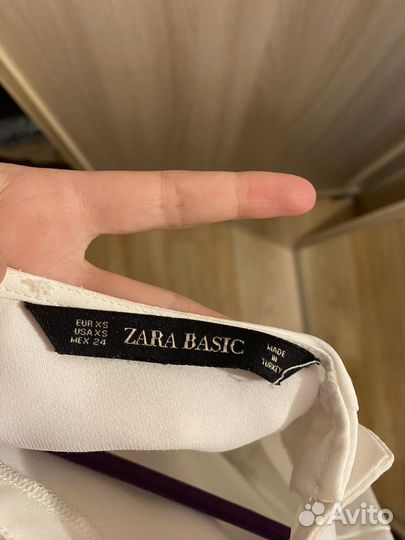 EUR XS
USA XS
MEX 24
ZARA BASIC
MADE
IN
TURKEY
Avito